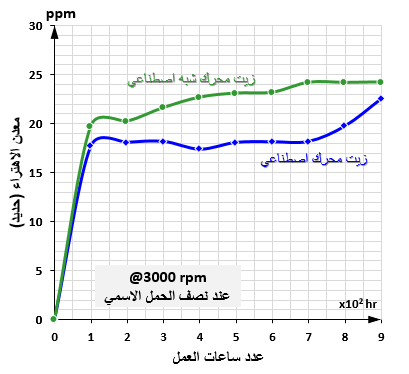 ppm
30
25
20
15
10
5
0
معدن الاهتراء (حديد)
زيت محرك شبه اصطناعي
زيت محرك اصطناعي
@3000 rpm
عند نصف الحمل الاسمي
x10² hr
0 1 2 3 4 5 6 7 8 9
عدد ساعات العمل